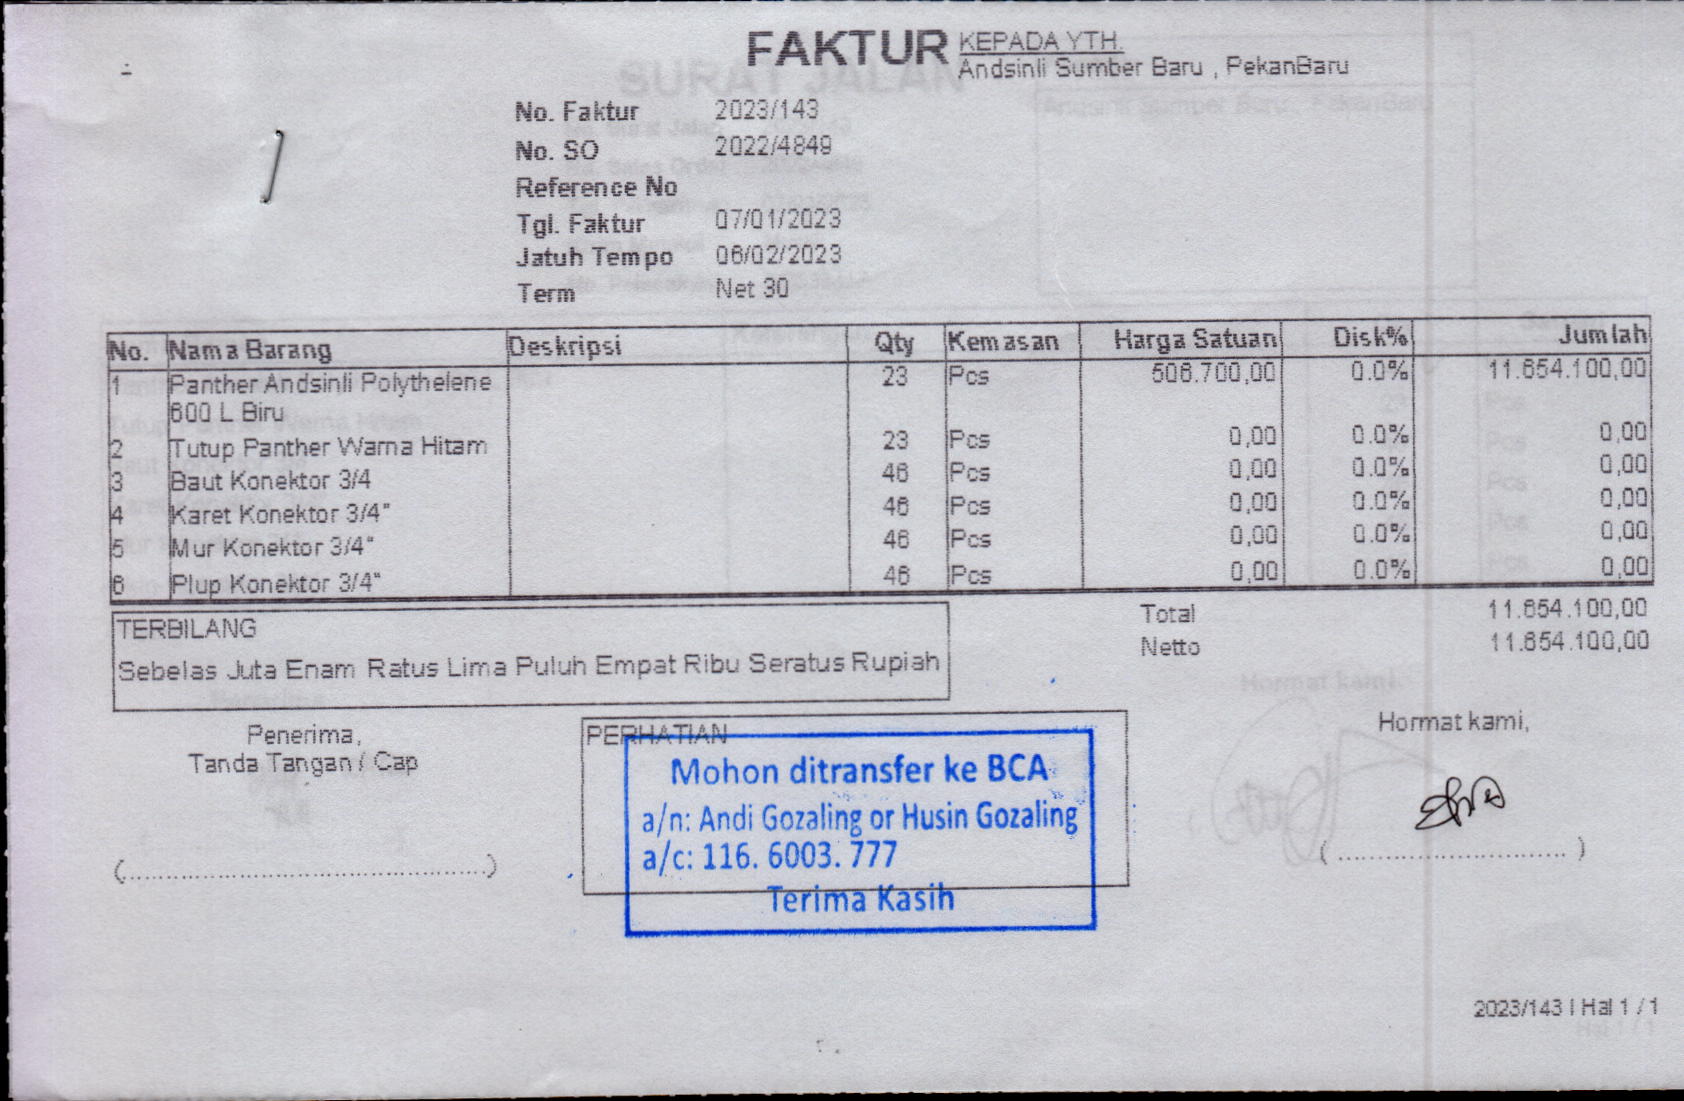 FAKTUR
KEPADA YTH.
Andsinli Sumber Baru , PekanBaru
No. Faktur 2023/143
No. SO 2022/4849
Reference No
Tgl. Faktur 07/01/2023
Jatuh Tempo 06/02/2023
Term Net 30
No. Nama Barang Deskripsi Qty Kemasan Harga Satuan Disk% Jumlah
1 Panther Andsinli Polythelene 23 Pcs 506.700,00 0.0% 11.654.100,00
600 L Biru
2 Tutup Panther Warna Hitam 23 Pcs 0,00 0.0% 0,00
3 Baut Konektor 3/4 46 Pcs 0,00 0.0% 0,00
4 Karet Konektor 3/4" 46 Pcs 0,00 0.0% 0,00
5 Mur Konektor 3/4" 46 Pcs 0,00 0.0% 0,00
6 Plup Konektor 3/4" 46 Pcs 0,00 0.0% 0,00
Total 11.654.100,00
Netto 11.654.100,00
TERBILANG
Sebelas Juta Enam Ratus Lima Puluh Empat Ribu Seratus Rupiah
Penerima,
Tanda Tangan / Cap
(..................................................)
PERHATIAN
Mohon ditransfer ke BCA
a/n: Andi Gozaling or Husin Gozaling
a/c: 116. 6003. 777
Terima Kasih
Hormat kami,
( ................................ )
2023/143 | Hal 1 / 1